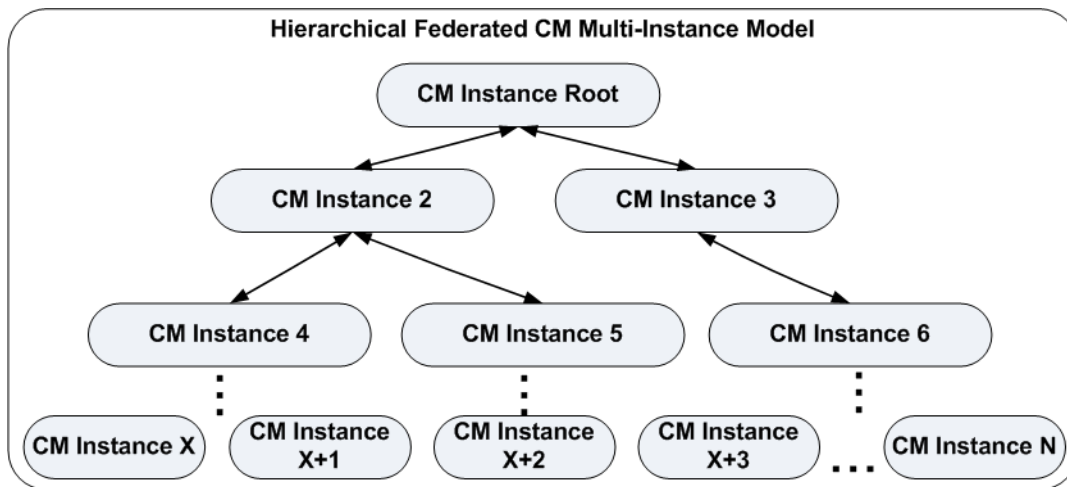 Hierarchical Federated CM Multi-Instance Model
CM Instance Root
CM Instance 2
CM Instance 3
CM Instance 4
CM Instance 5
CM Instance 6
CM Instance X
CM Instance
X+1
CM Instance
X+2
CM Instance
X+3
CM Instance N